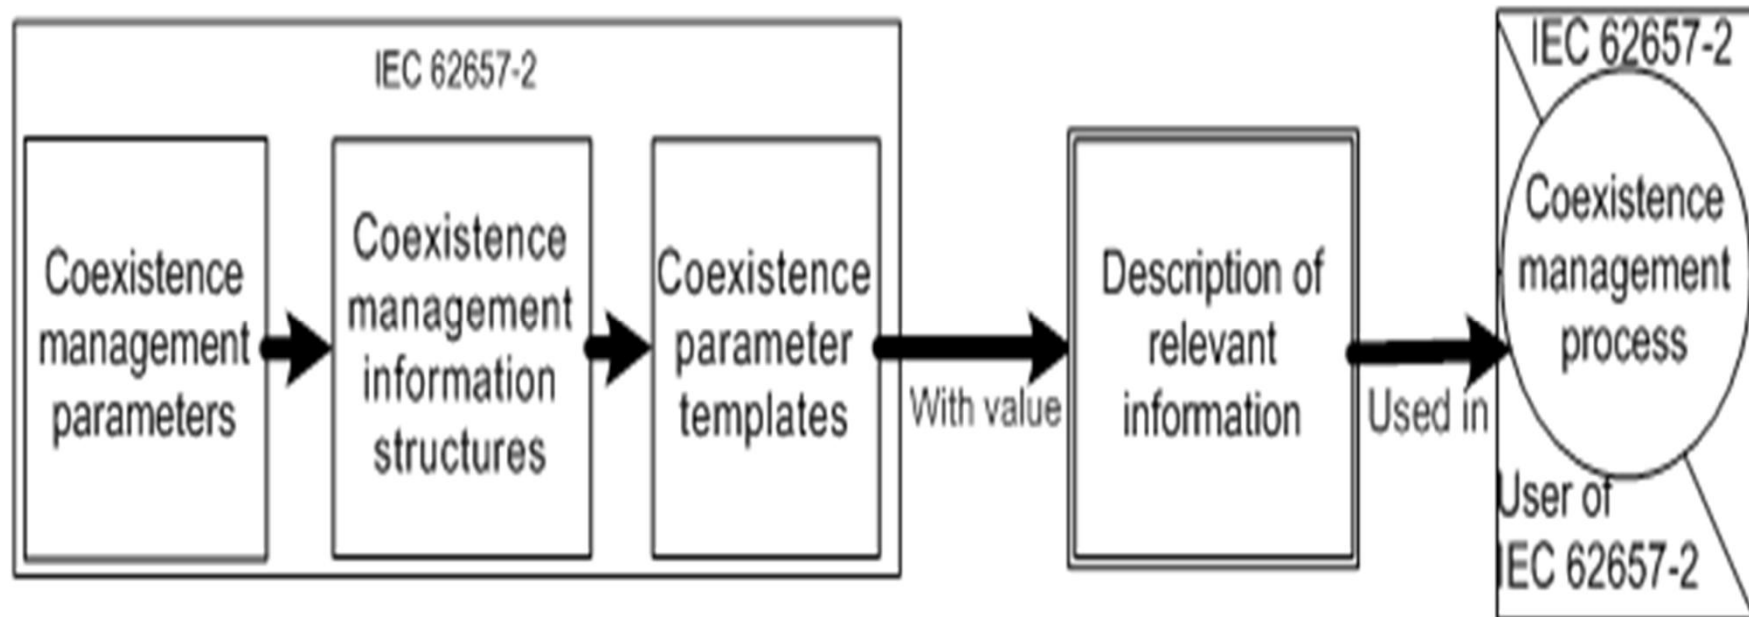 IEC 62657-2
Coexistence
management
parameters
Coexistence
management
information
structures
Coexistence
parameter
templates
With value
Description of
relevant
information
Used in
IEC 62657-2
Coexistence
management
process
User of
IEC 62657-2